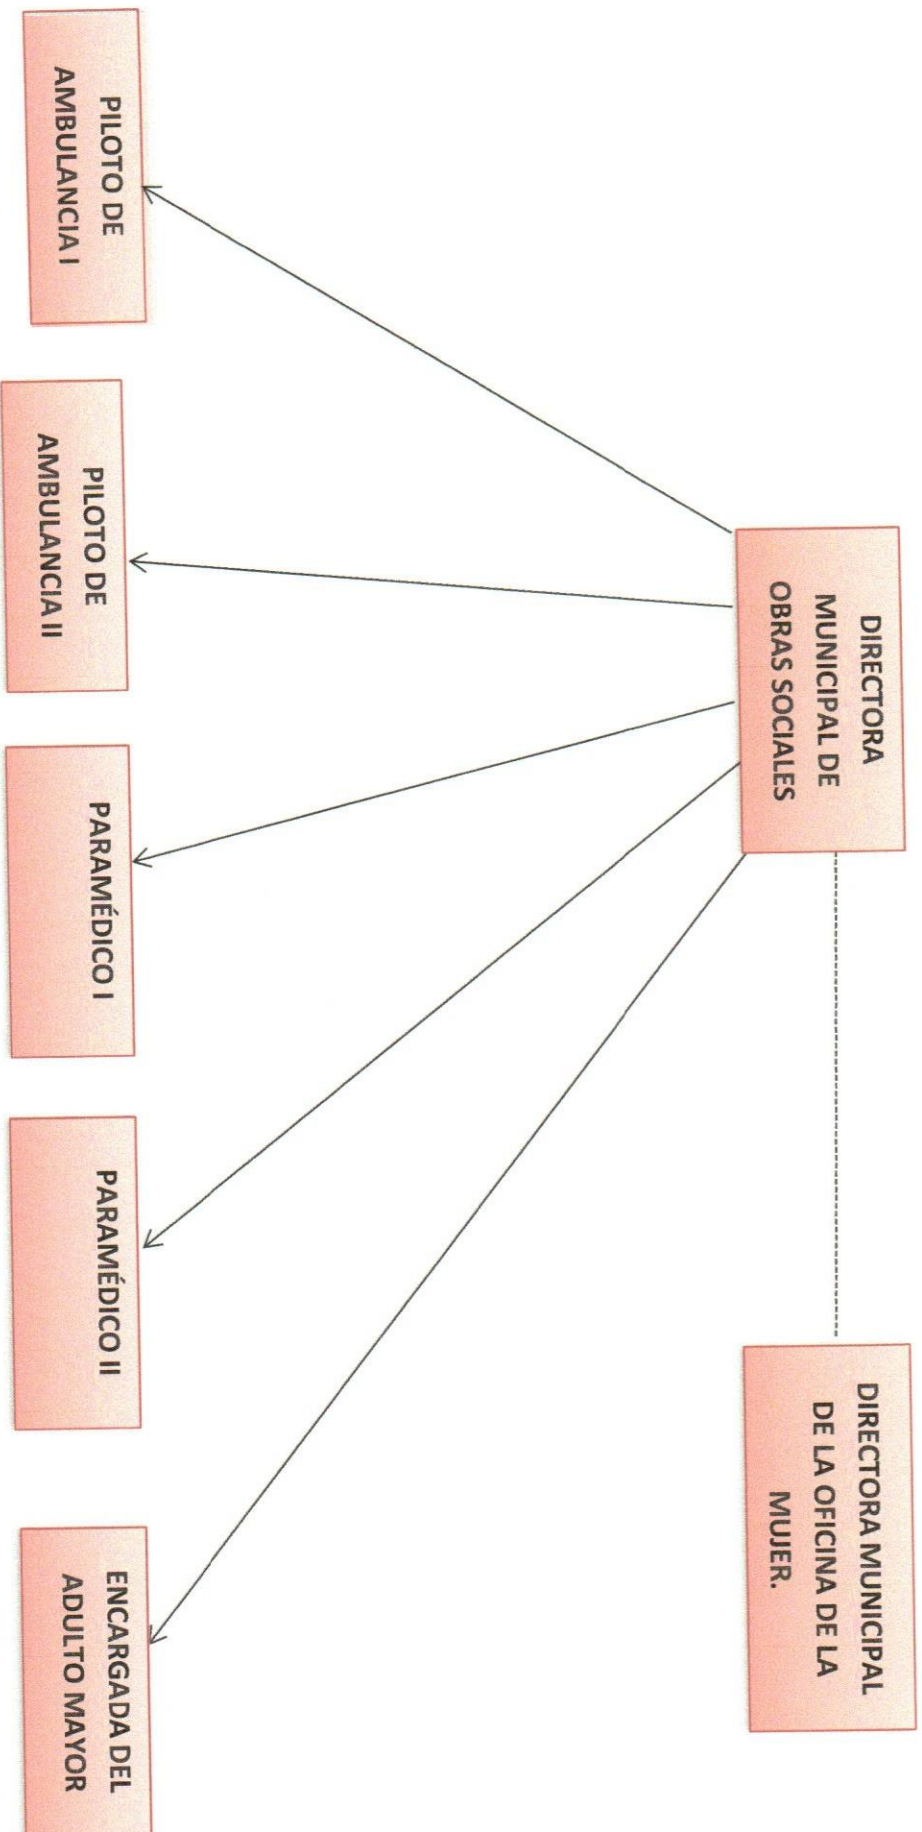 DIRECTORA
MUNICIPAL DE
OBRAS SOCIALES
DIRECTORA MUNICIPAL
DE LA OFICINA DE LA
MUJER.
PILOTO DE
AMBULANCIA I
PILOTO DE
AMBULANCIA II
PARAMÉDICO I
PARAMÉDICO II
ENCARGADA DEL
ADULTO MAYOR